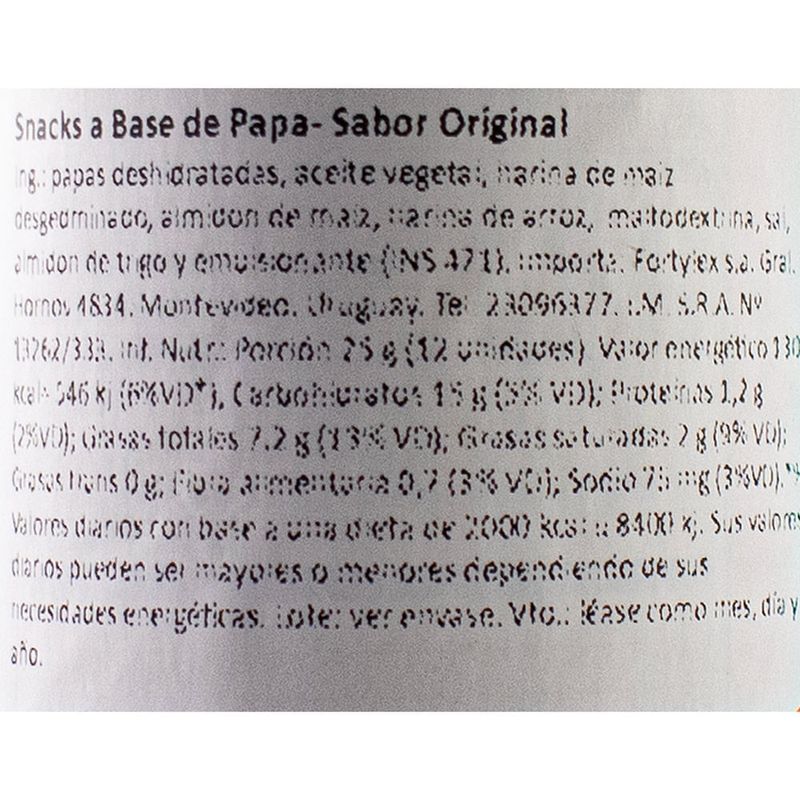 Snacks a Base de Papa- Sabor Original
Ing.: papas deshidratadas, aceite vegetal, harina de maiz
desgerminado, almidon de maiz, harina de arroz, maltodextrina, sal,
almidon de trigo y emulsionante (INS 471). Importa: Fortylex s.a. Gral.
Hornos 4834. Montevideo. Uruguay. Tel 23096377. I.M. S.R.A. Nº
13262/333. Inf. Nutr.: Porción 25 g (12 unidades) Valor energético 130
kcal= 546 kj (6%VD*), Carbohidratos 15 g (5% VD); Proteinas 1,2 g
(2%VD); Grasas totales 7,2 g (13% VD); Grasas saturadas 2 g (9% VD);
Grasas trans 0 g; Fibra alimentaria 0,7 (3% VD); Sodio 75 mg (3%VD).*%
Valores diarios con base a una dieta de 2000 kcal u 8400 kj. Sus valores
diarios pueden ser mayores o menores dependiendo de sus
necesidades energéticas. Lote: ver envase. Vto.: léase como mes, día y
año.